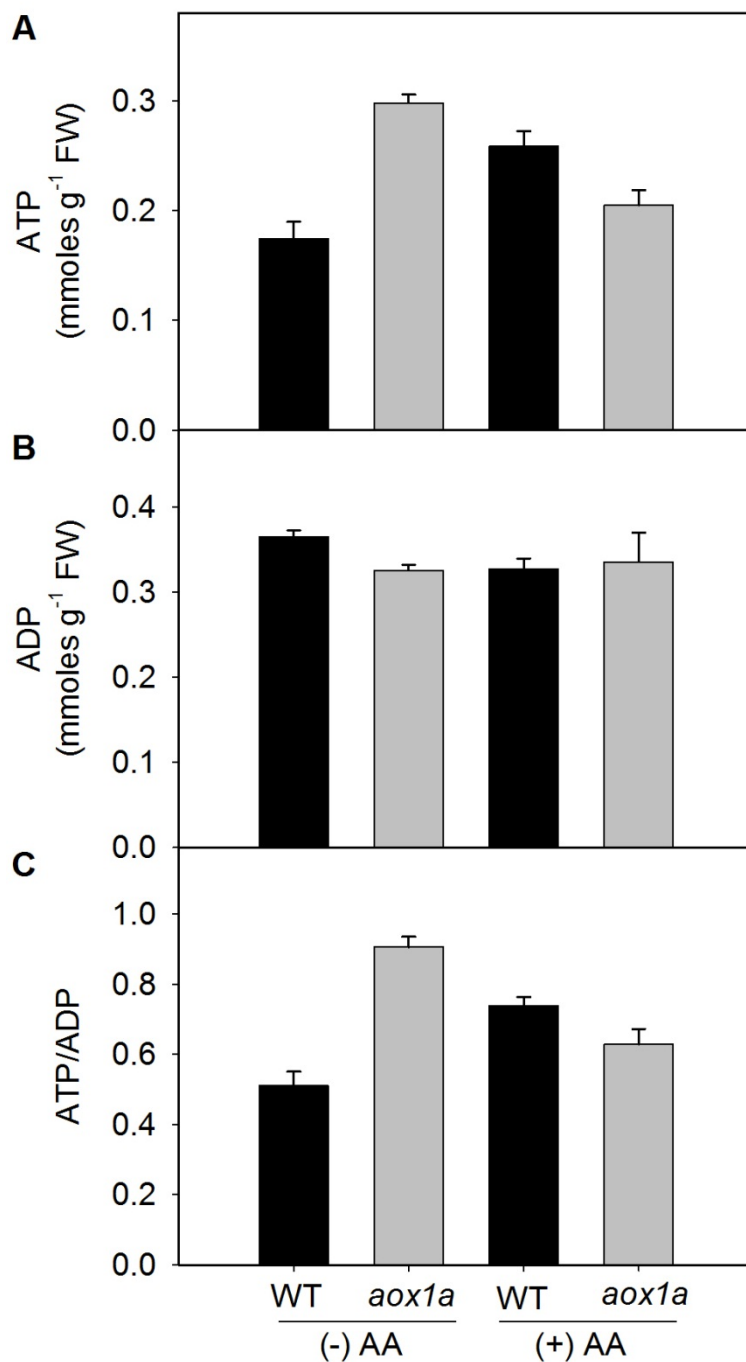 A
ATP
(mmoles g⁻¹ FW)
0.3
0.2
0.1
0.0
B
ADP
(mmoles g⁻¹ FW)
0.4
0.3
0.2
0.1
0.0
C
ATP/ADP
1.0
0.8
0.6
0.4
0.2
0.0
WT aox1a WT aox1a
(-) AA (+) AA